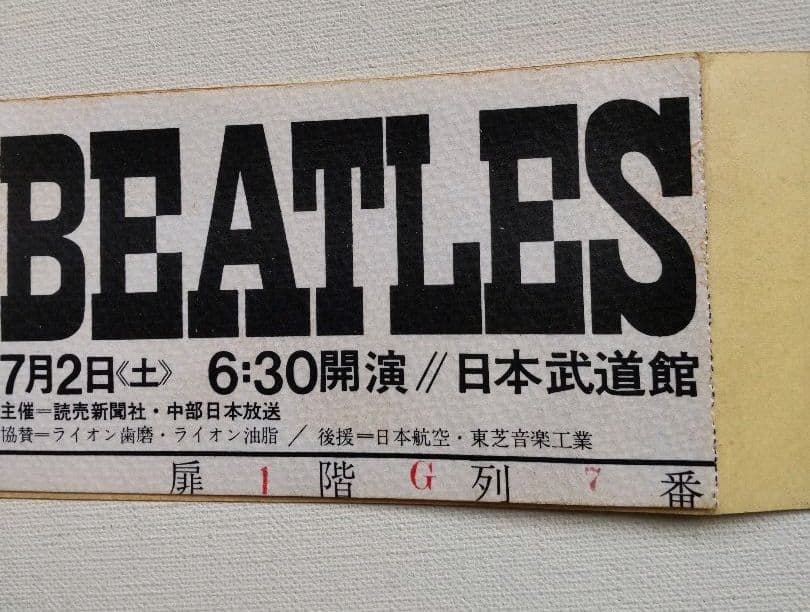 BEATLES
7月2日《土》 6:30開演//日本武道館
主催=読売新聞社・中部日本放送
協賛=ライオン歯磨・ライオン油脂 / 後援=日本航空・東芝音楽工業
扉 1 階 G 列 7 番